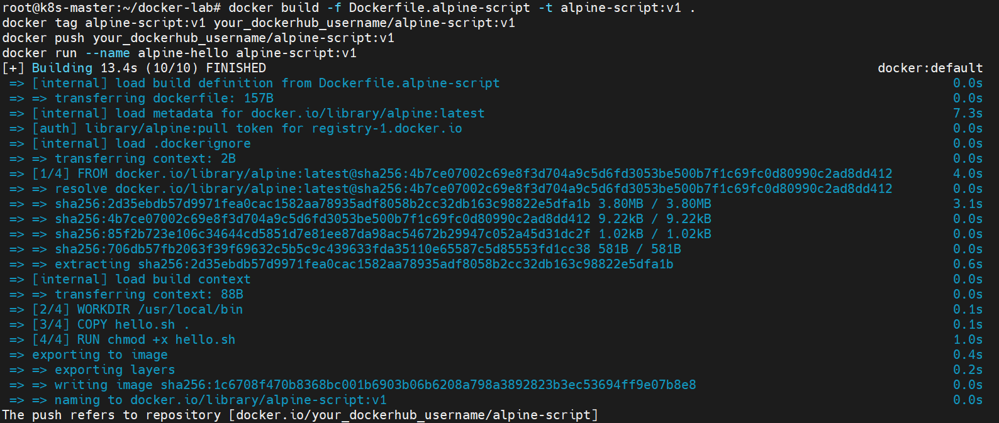 root@k8s-master:~/docker-lab# docker build -f Dockerfile.alpine-script -t alpine-script:v1 .
docker tag alpine-script:v1 your_dockerhub_username/alpine-script:v1
docker push your_dockerhub_username/alpine-script:v1
docker run --name alpine-hello alpine-script:v1
[+] Building 13.4s (10/10) FINISHED docker:default
=> [internal] load build definition from Dockerfile.alpine-script 0.0s
=> => transferring dockerfile: 157B 0.0s
=> [internal] load metadata for docker.io/library/alpine:latest 7.3s
=> [auth] library/alpine:pull token for registry-1.docker.io 0.0s
=> [internal] load .dockerignore 0.0s
=> => transferring context: 2B 0.0s
=> [1/4] FROM docker.io/library/alpine:latest@sha256:4b7ce07002c69e8f3d704a9c5d6fd3053be500b7f1c69fc0d80990c2ad8dd412 4.0s
=> => resolve docker.io/library/alpine:latest@sha256:4b7ce07002c69e8f3d704a9c5d6fd3053be500b7f1c69fc0d80990c2ad8dd412 0.0s
=> => sha256:2d35ebdb57d9971fea0cac1582aa78935adf8058b2cc32db163c98822e5dfa1b 3.80MB / 3.80MB 3.1s
=> => sha256:4b7ce07002c69e8f3d704a9c5d6fd3053be500b7f1c69fc0d80990c2ad8dd412 9.22kB / 9.22kB 0.0s
=> => sha256:85f2b723e106c34644cd5851d7e81ee87da98ac54672b29947c052a45d31dc2f 1.02kB / 1.02kB 0.0s
=> => sha256:706db57fb2063f39f69632c5b5c9c439633fda35110e65587c5d85553fd1cc38 581B / 581B 0.0s
=> => extracting sha256:2d35ebdb57d9971fea0cac1582aa78935adf8058b2cc32db163c98822e5dfa1b 0.6s
=> [internal] load build context 0.0s
=> => transferring context: 88B 0.0s
=> [2/4] WORKDIR /usr/local/bin 0.1s
=> [3/4] COPY hello.sh . 0.1s
=> [4/4] RUN chmod +x hello.sh 1.0s
=> exporting to image 0.4s
=> => exporting layers 0.2s
=> => writing image sha256:1c6708f470b8368bc001b6903b06b6208a798a3892823b3ec53694ff9e07b8e8 0.0s
=> => naming to docker.io/library/alpine-script:v1 0.0s
The push refers to repository [docker.io/your_dockerhub_username/alpine-script]